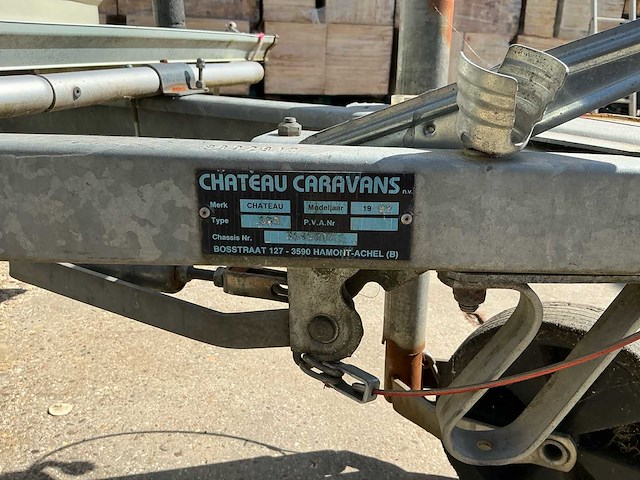 CHATEAU CARAVANS n.v.
Merk CHATEAU Modeljaar 19
Type P.V.A.Nr
Chassis Nr.
BOSSTRAAT 127 - 3590 HAMONT-ACHEL (B)